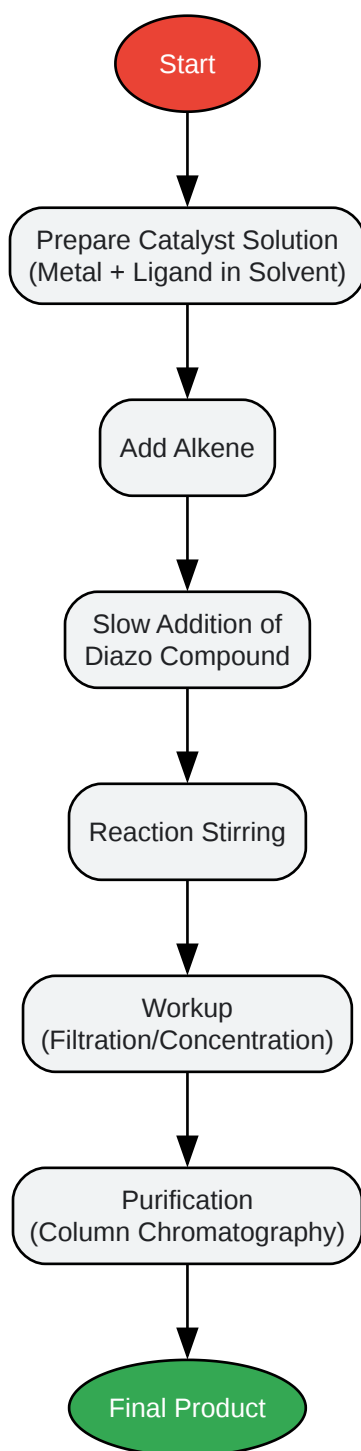 Start
Prepare Catalyst Solution
(Metal + Ligand in Solvent)
Add Alkene
Slow Addition of
Diazo Compound
Reaction Stirring
Workup
(Filtration/Concentration)
Purification
(Column Chromatography)
Final Product